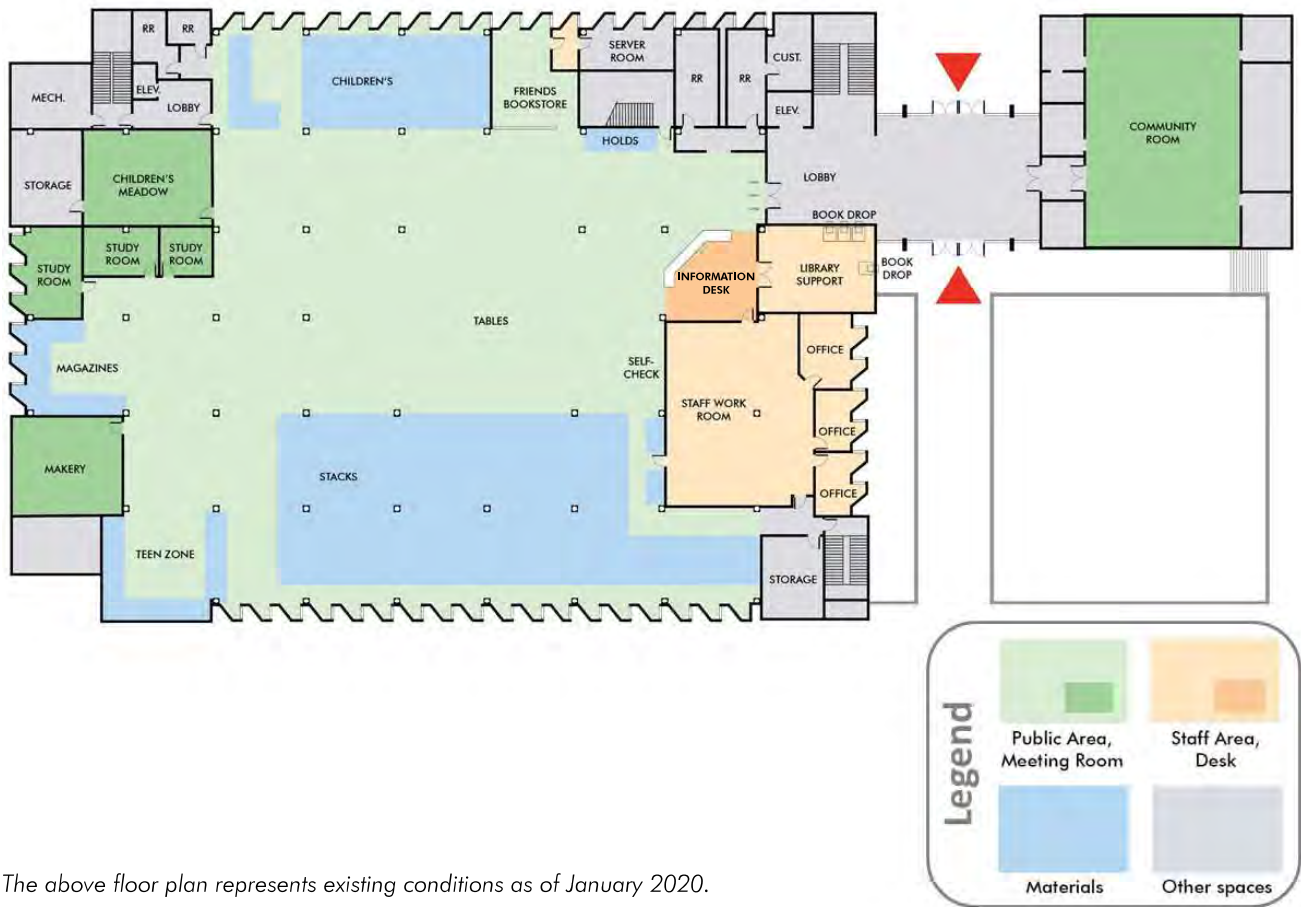 RR
RR
SERVER
ROOM
CUST.
CHILDREN'S
RR
RR
ELEV.
MECH.
LOBBY
FRIENDS
BOOKSTORE
ELEV.
COMMUNITY
ROOM
HOLDS
STORAGE
CHILDREN'S
MEADOW
LOBBY
BOOK DROP
STUDY
ROOM
STUDY
ROOM
STUDY
ROOM
INFORMATION
DESK
LIBRARY
SUPPORT
BOOK
DROP
TABLES
MAGAZINES
SELF-
CHECK
OFFICE
STAFF WORK
ROOM
OFFICE
MAKERY
STACKS
OFFICE
TEEN ZONE
STORAGE
Legend
Public Area,
Meeting Room
Staff Area,
Desk
Materials
Other spaces
The above floor plan represents existing conditions as of January 2020.